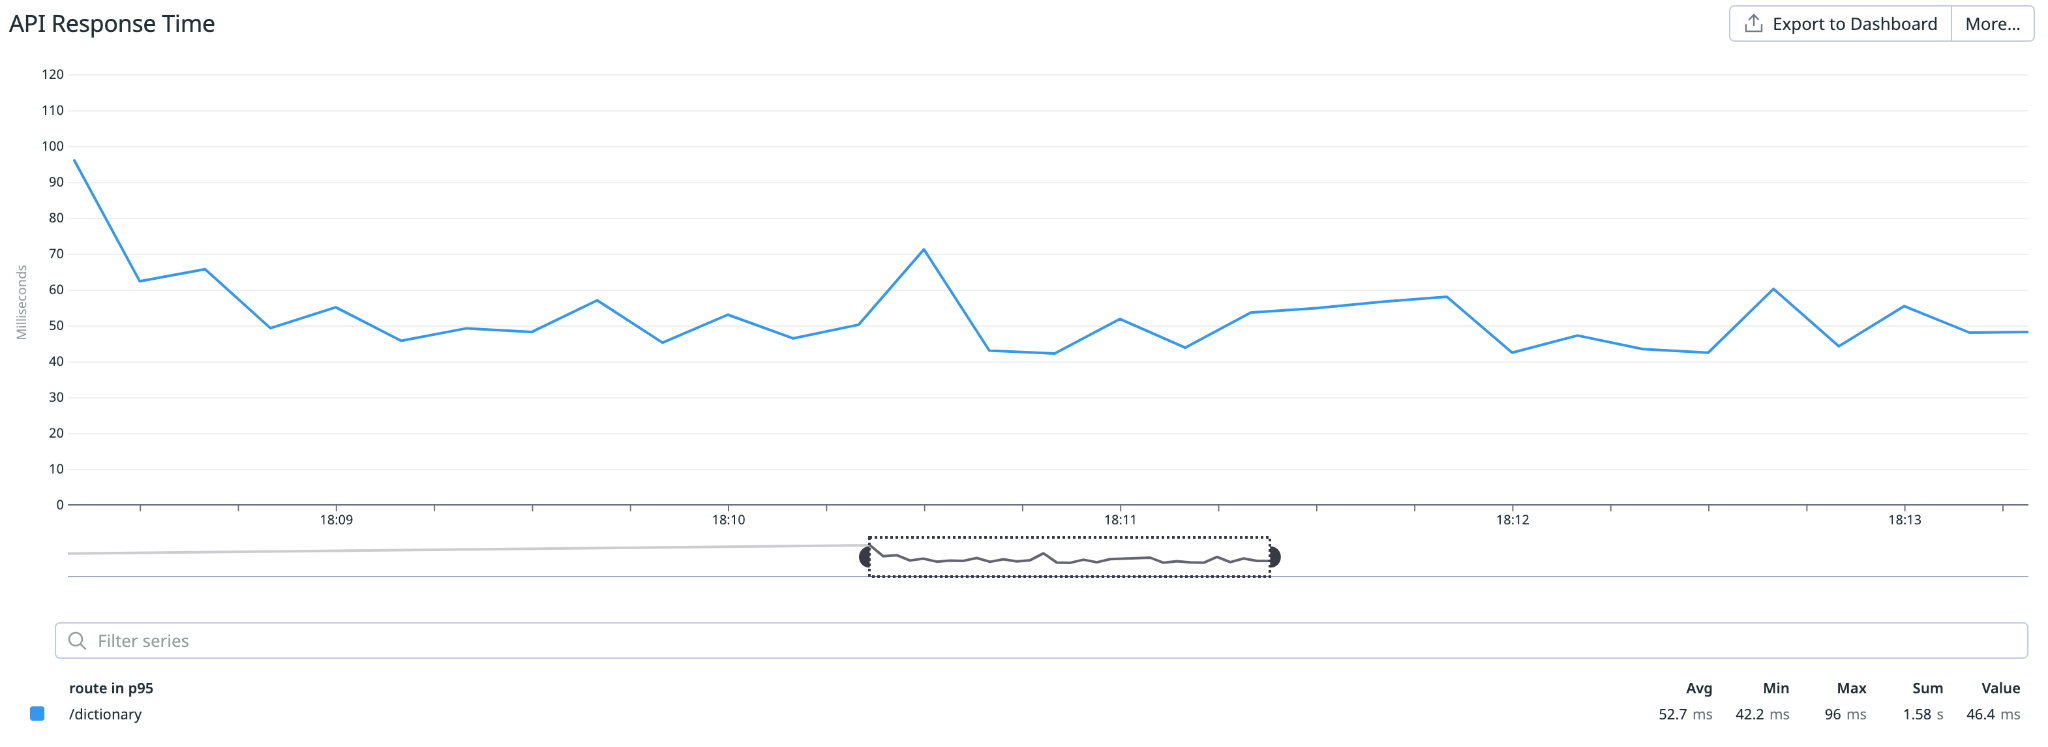 API Response Time
Export to Dashboard
More...
120
110
100
90
80
70
60
50
40
30
20
10
0
Milliseconds
18:09 18:10 18:11 18:12 18:13
Filter series
route in p95 Avg Min Max Sum Value
/dictionary 52.7 ms 42.2 ms 96 ms 1.58 s 46.4 ms